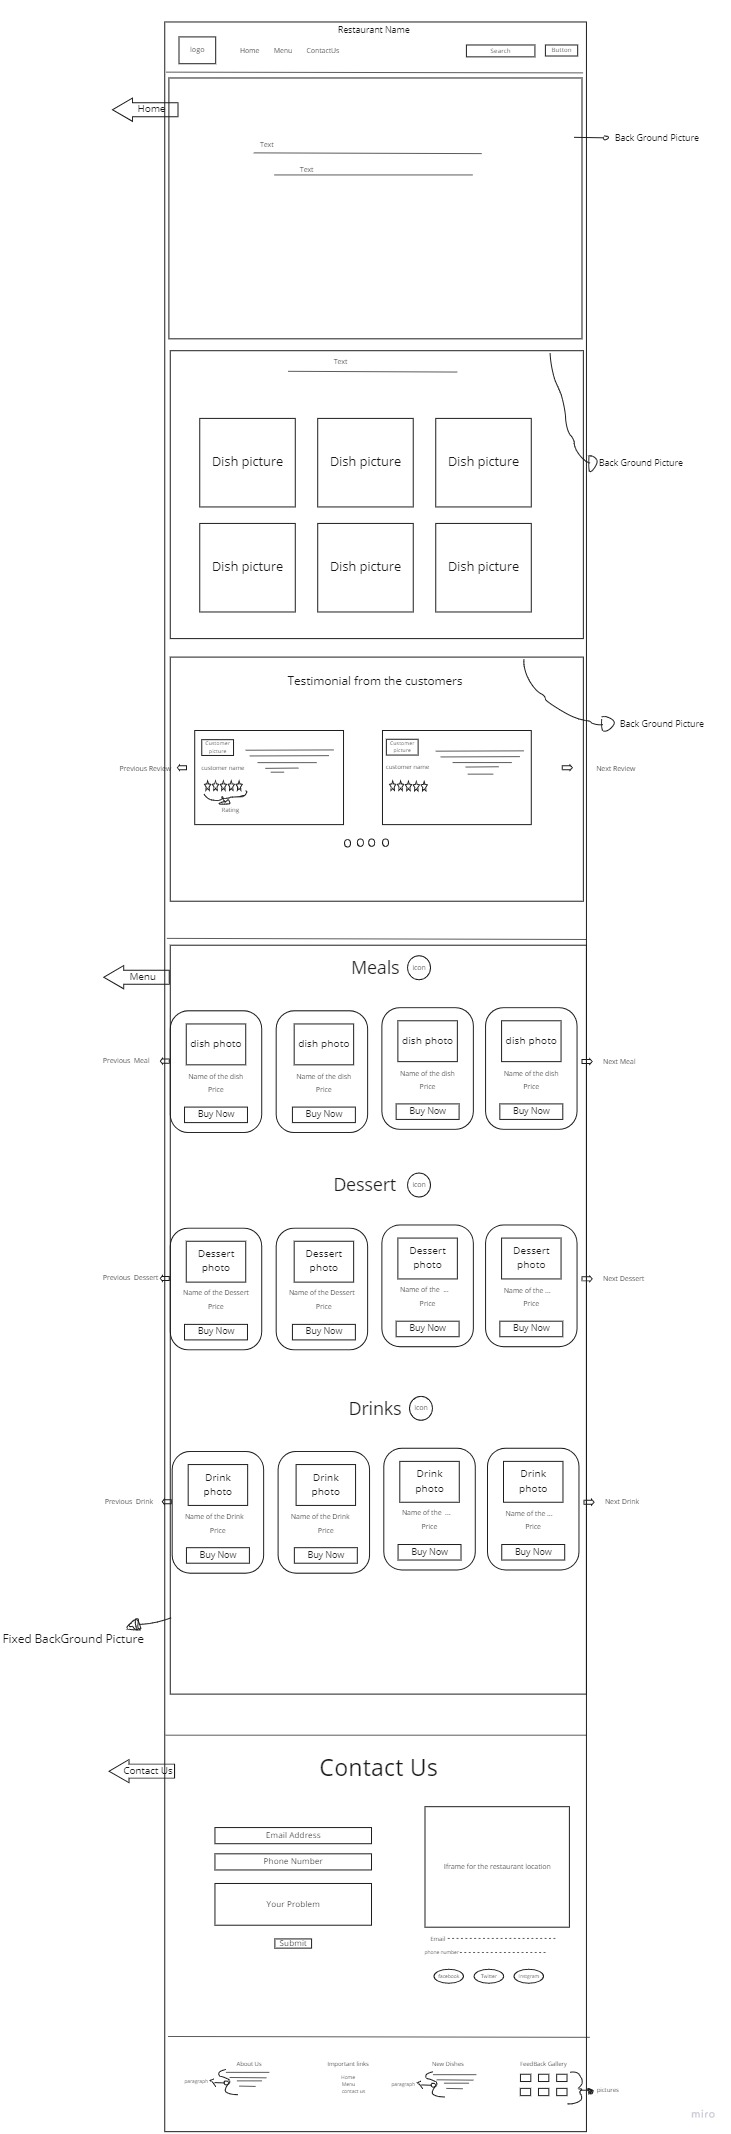 Restaurant Name
logo
Home
Menu
ContactUs
Search
Button
Home
Back Ground Picture
Text
Text
Text
Back Ground Picture
Dish picture
Dish picture
Dish picture
Dish picture
Dish picture
Dish picture
Testimonial from the customers
Back Ground Picture
Customer
picture
Customer
picture
Previous Review
customer name
customer name
Next Review
Rating
Menu
Meals
icon
dish photo
dish photo
dish photo
dish photo
Previous Meal
Next Meal
Name of the dish
Name of the dish
Name of the dish
Name of the dish
Price
Price
Price
Price
Buy Now
Buy Now
Buy Now
Buy Now
Dessert
icon
Dessert
photo
Dessert
photo
Dessert
photo
Dessert
photo
Previous Dessert
Next Dessert
Name of the Dessert
Name of the Dessert
Name of the ...
Name of the ...
Price
Price
Price
Price
Buy Now
Buy Now
Buy Now
Buy Now
Drinks
icon
Drink
photo
Drink
photo
Drink
photo
Drink
photo
Previous Drink
Next Drink
Name of the Drink
Name of the Drink
Name of the ...
Name of the ...
Price
Price
Price
Price
Buy Now
Buy Now
Buy Now
Buy Now
Fixed BackGround Picture
Contact Us
Contact Us
Email Address
Phone Number
Your Problem
Submit
Iframe for the restaurant location
Email
phone number
facebook
Twitter
instgram
About Us
paragraph
Important links
Home
Menu
contact us
New Dishes
paragraph
FeedBack Gallery
pictures
miro